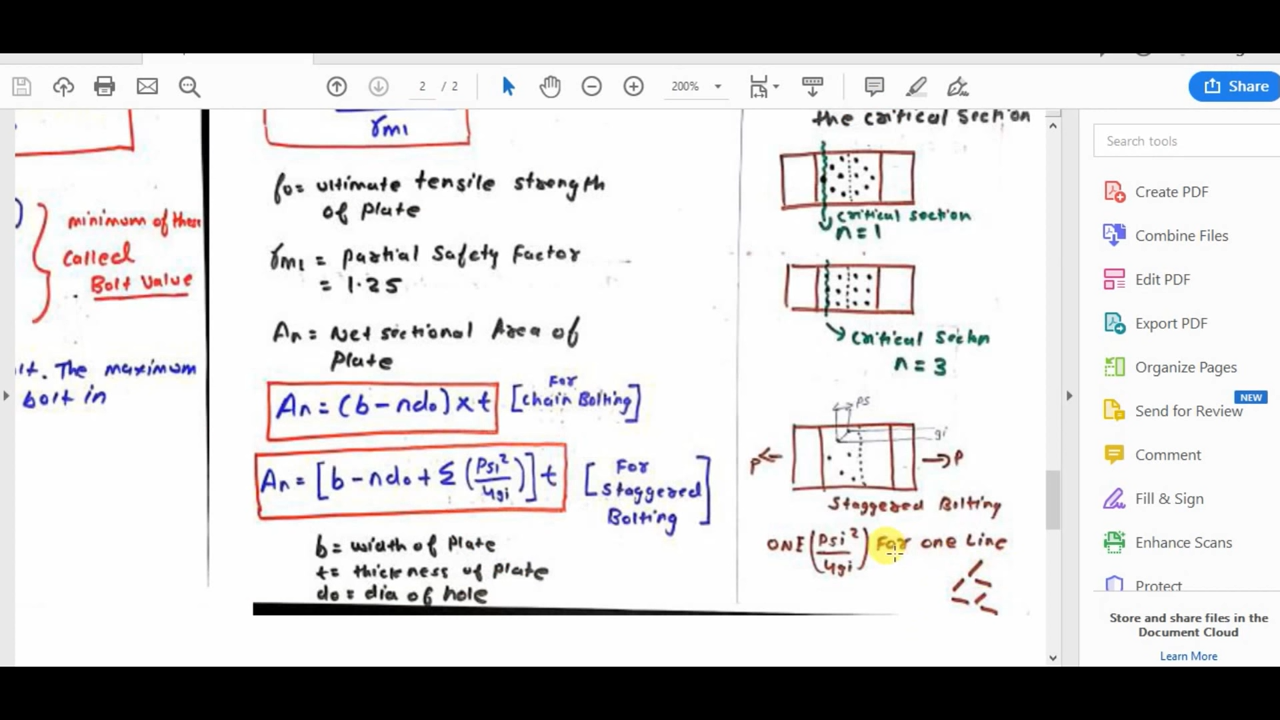 2 / 2
200%
Share
γm1
fu= ultimate tensile strength
of plate
γm1 = partial safety Factor
= 1.25
An= Net sectional Area of
Plate
An = (b - ndo) x t
[For chain Bolting]
An = [b - ndo + Σ (Psi²/4gi)] t
[For
Staggered
Bolting]
b = width of Plate
t = thickness of plate
do = dia of hole
minimum of these
called
Bolt Value
lt. The maximum
bolt in
the critical section
critical section
n = 1
critical section
n = 3
Ps
gi
P
P
Staggered Bolting
ONE (Psi²/4gi) For one Line
Search tools
Create PDF
Combine Files
Edit PDF
Export PDF
Organize Pages
NEW
Send for Review
Comment
Fill & Sign
Enhance Scans
Protect
Store and share files in the
Document Cloud
Learn More